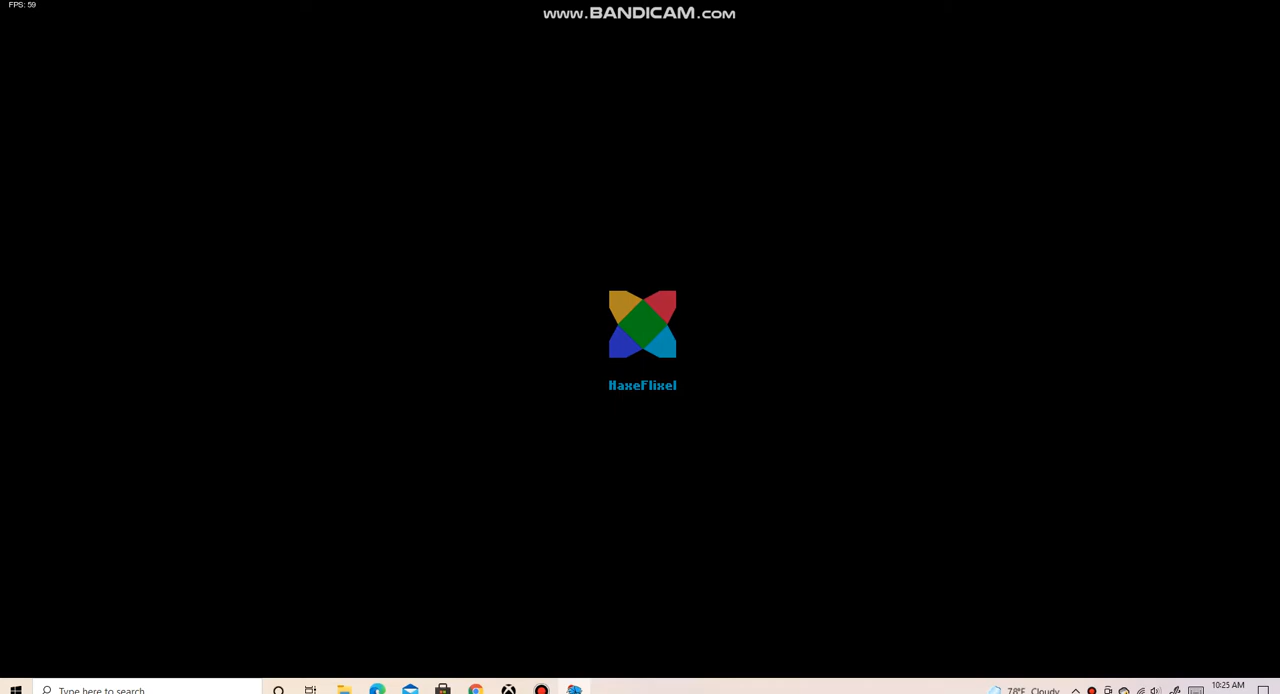 FPS: 59
www.BANDICAM.com
HaxeFlixel
Type here to search
78°F Cloudy
10:25 AM